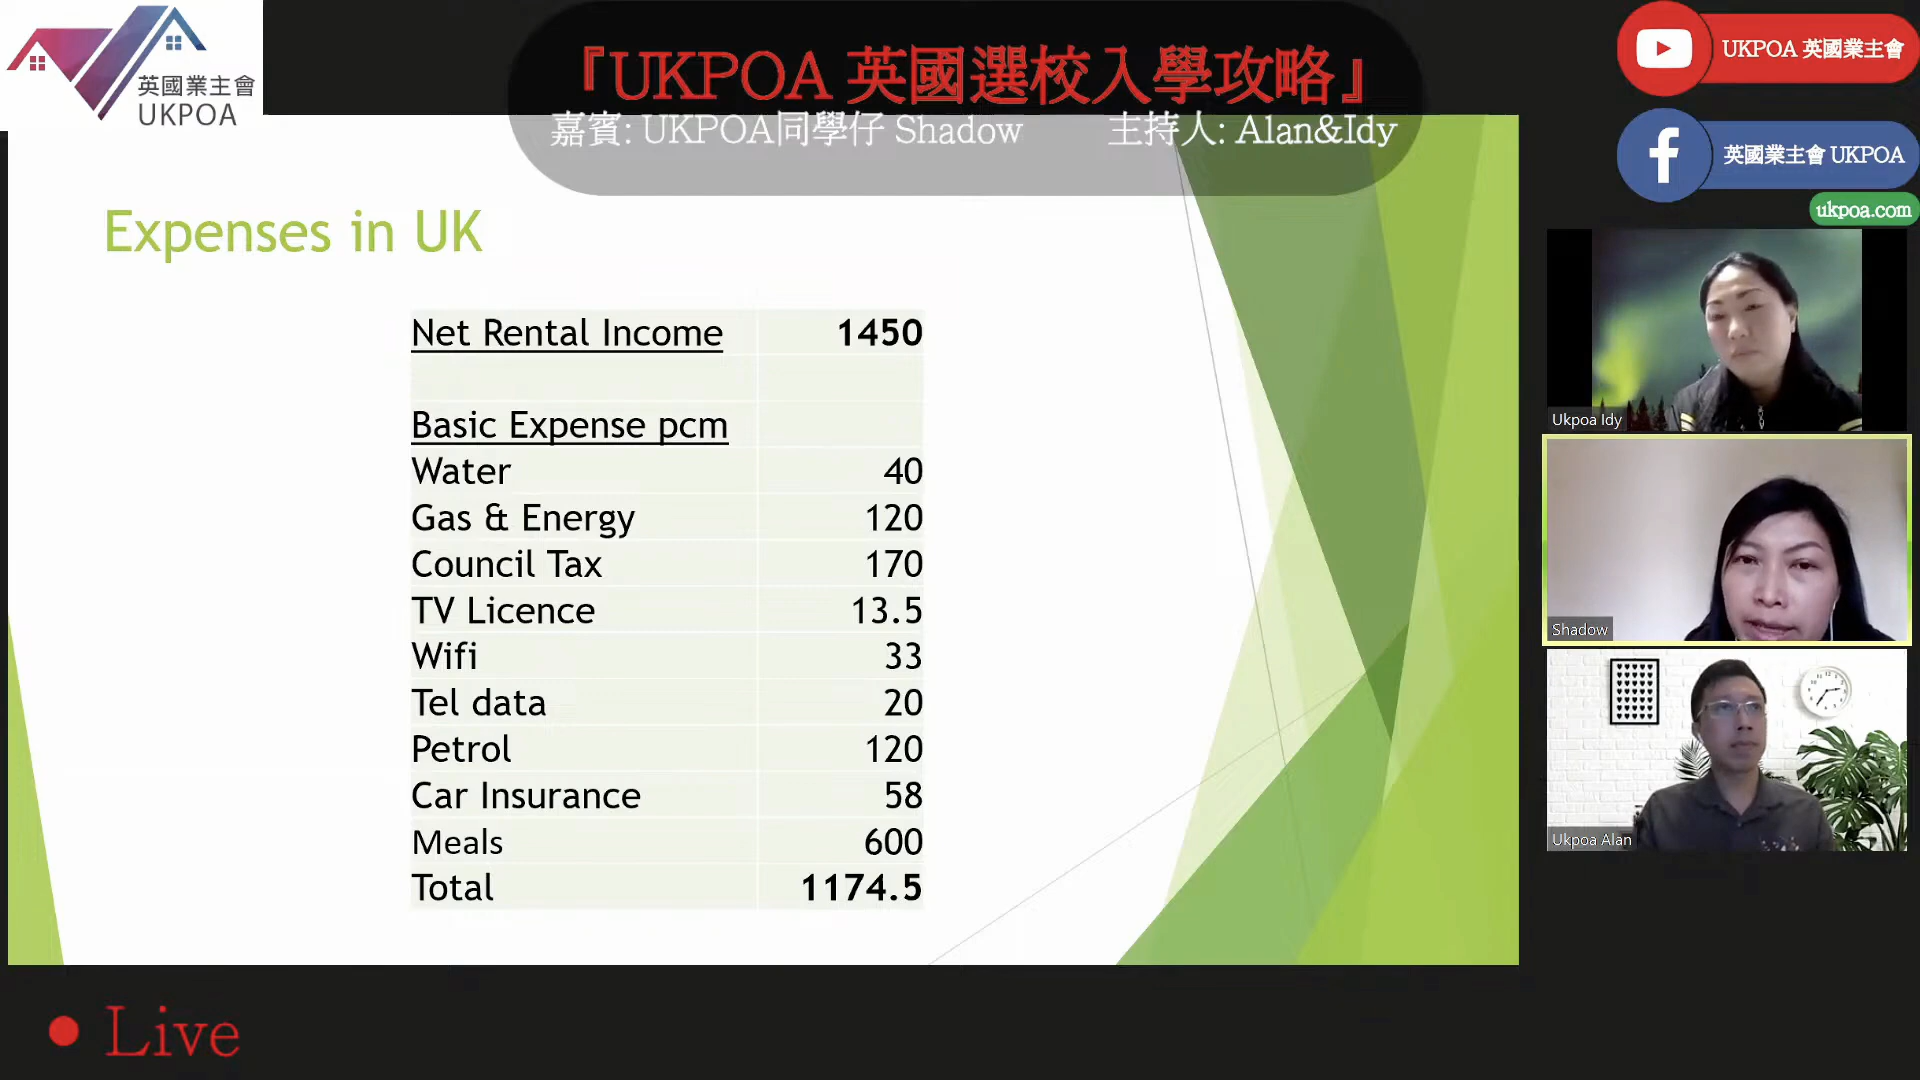 英國業主會
UKPOA
『UKPOA 英國選校入學攻略』
嘉賓: UKPOA同學仔 Shadow 主持人: Alan&Idy
UKPOA 英國業主會
英國業主會 UKPOA
ukpoa.com
Expenses in UK
Net Rental Income 1450
Basic Expense pcm
Water 40
Gas & Energy 120
Council Tax 170
TV Licence 13.5
Wifi 33
Tel data 20
Petrol 120
Car Insurance 58
Meals 600
Total 1174.5
Ukpoa Idy
Shadow
Ukpoa Alan
Live